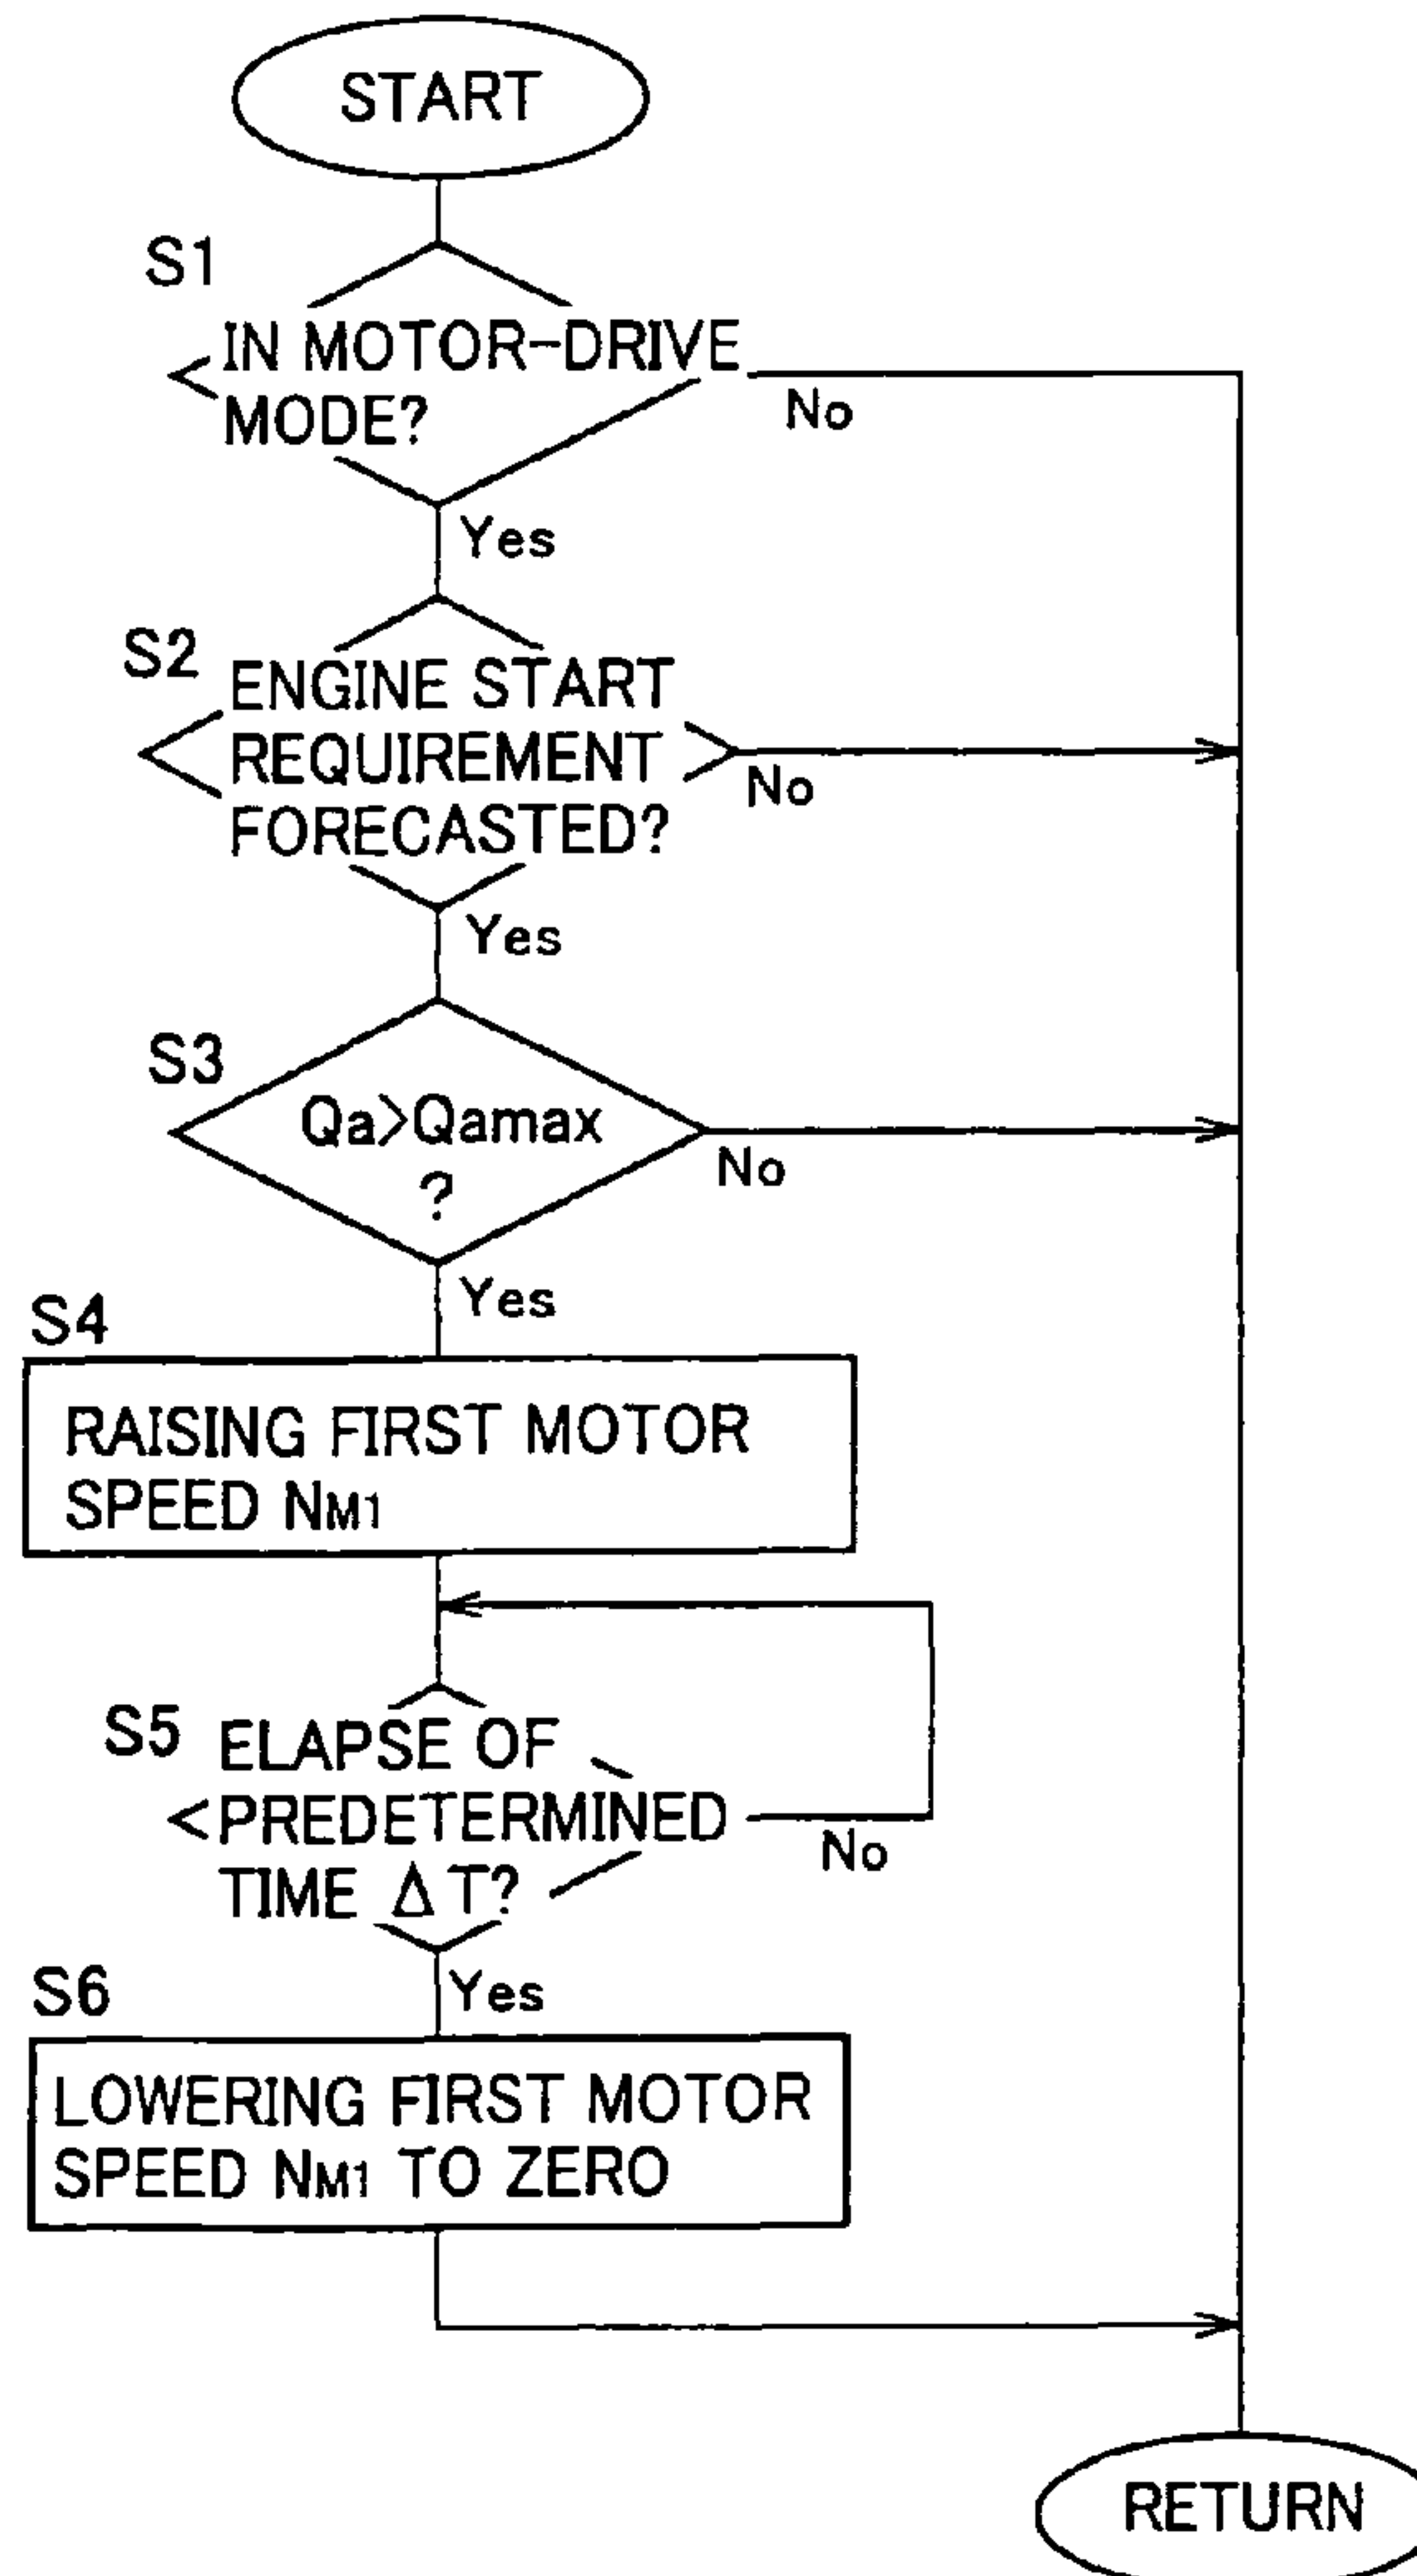 START
S1
IN MOTOR-DRIVE
MODE?
No
Yes
S2
ENGINE START
REQUIREMENT
FORECASTED?
No
Yes
S3
Qa>Qamax
?
No
Yes
S4
RAISING FIRST MOTOR
SPEED NM1
S5
ELAPSE OF
PREDETERMINED
TIME Δ T?
No
Yes
S6
LOWERING FIRST MOTOR
SPEED NM1 TO ZERO
RETURN